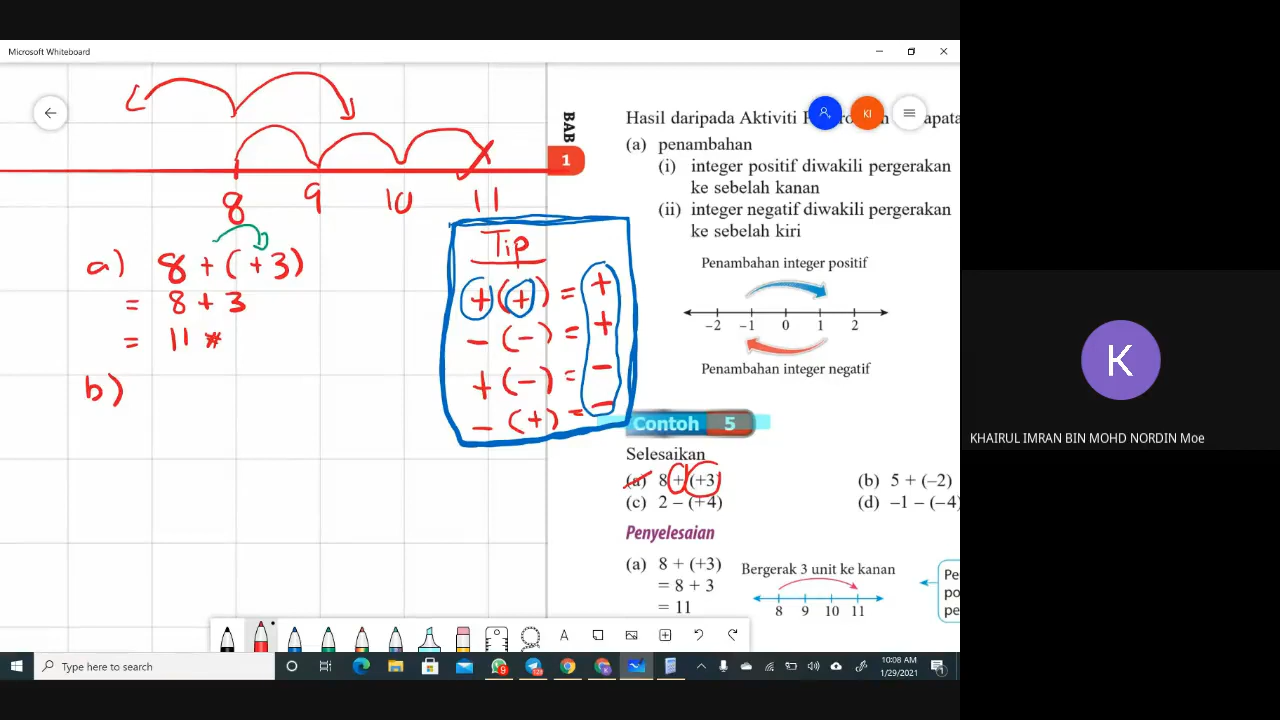 Microsoft Whiteboard
8 9 10 11
a) 8 + (+3)
= 8 + 3
= 11 *
b)
Tip
+ (+) = +
- (-) = +
+ (-) = -
- (+) = -
BAB
1
KI
Hasil daripada Aktiviti
(a) penambahan
(i) integer positif diwakili pergerakan
ke sebelah kanan
(ii) integer negatif diwakili pergerakan
ke sebelah kiri
Penambahan integer positif
−2 −1 0 1 2
Penambahan integer negatif
Contoh 5
Selesaikan
(a) 8 + (+3) (b) 5 + (–2)
(c) 2 – (+4) (d) –1 – (–4)
Penyelesaian
(a) 8 + (+3)
= 8 + 3
= 11
Bergerak 3 unit ke kanan
8 9 10 11
K
KHAIRUL IMRAN BIN MOHD NORDIN Moe
A
Type here to search
10:08 AM
1/29/2021